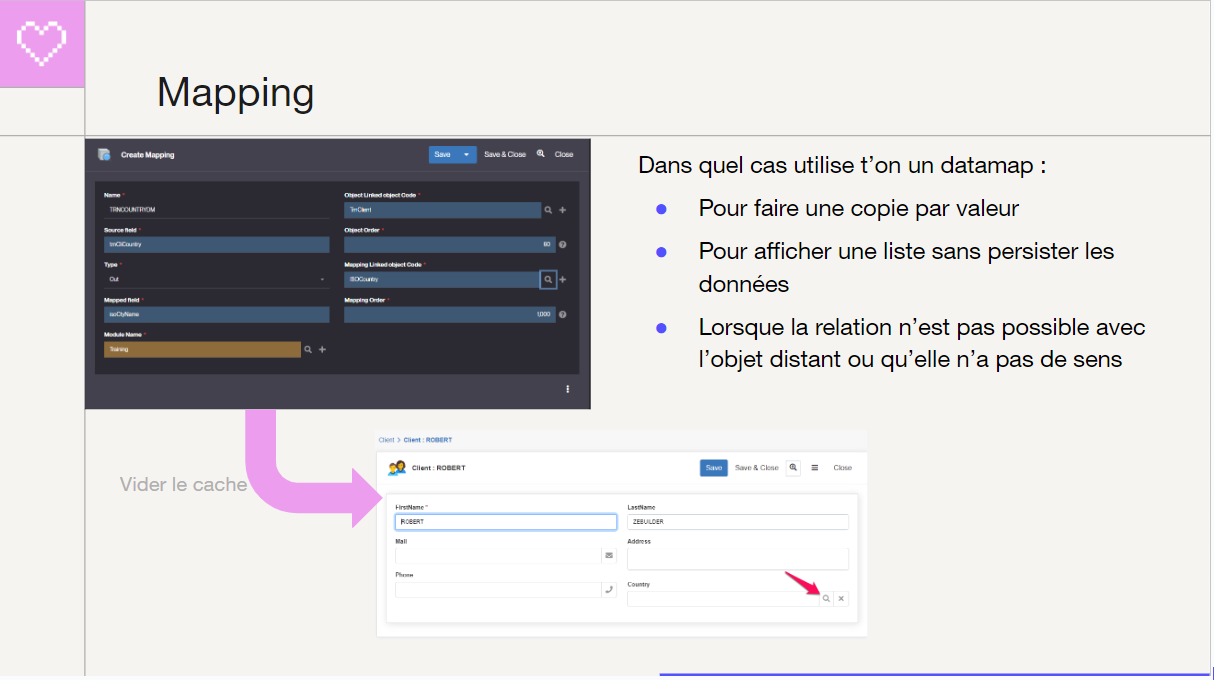 Mapping
Create Mapping
Save
Save & Close
Close
Name *
TRNCOUNTRYDM
Object Linked object Code *
TrnClient
Source field *
trnCliCountry
Object Order *
60
Type *
Out
Mapping Linked object Code *
ISOCountry
Mapped field *
isoCtyName
Mapping Order *
1,000
Module Name *
Training
Dans quel cas utilise t’on un datamap :
Pour faire une copie par valeur
Pour afficher une liste sans persister les
données
Lorsque la relation n’est pas possible avec
l’objet distant ou qu’elle n’a pas de sens
Vider le cache
Client > Client : ROBERT
Client : ROBERT
Save
Save & Close
Close
FirstName *
ROBERT
LastName
ZEBUILDER
Mail
Address
Phone
Country